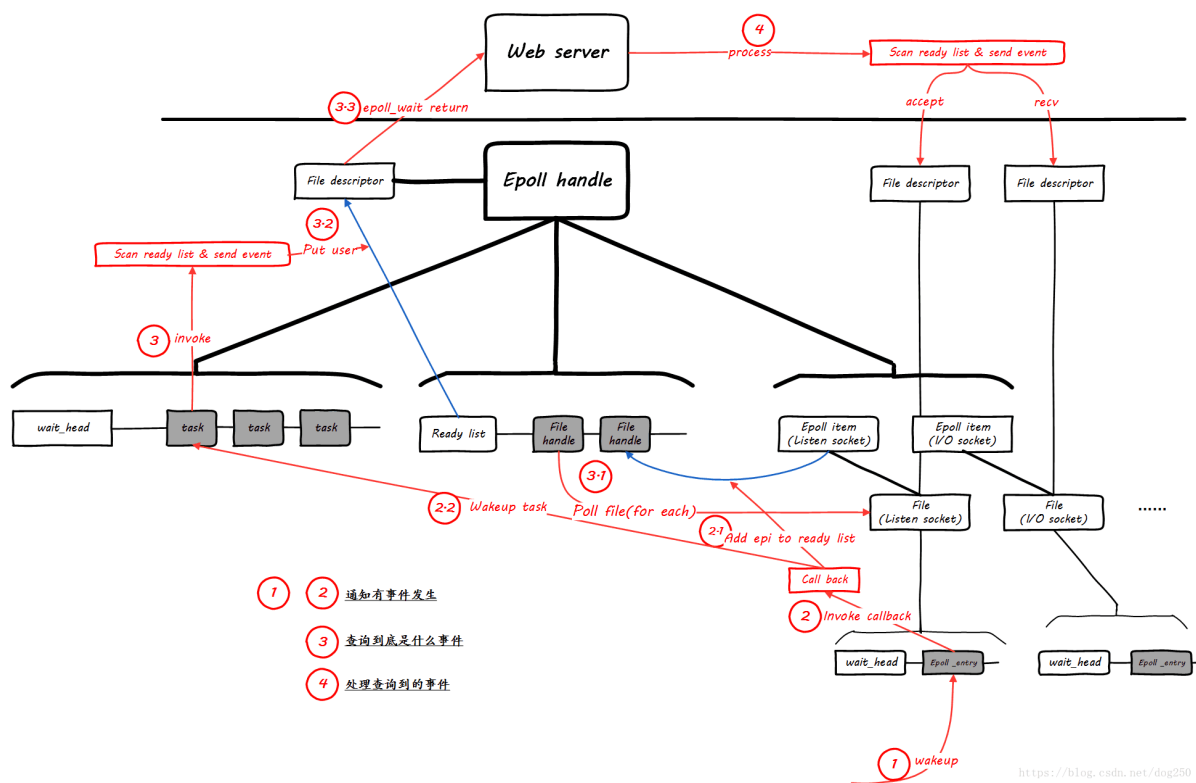 Web server
4
process
Scan ready list & send event
accept
recv
3·3
epoll_wait return
File descriptor
Epoll handle
File descriptor
File descriptor
3·2
Put user
Scan ready list & send event
3
invoke
wait_head
task
task
task
Ready list
File
handle
File
handle
Epoll item
(Listen socket)
Epoll item
(I/O socket)
3·1
2·2
Wakeup task
Poll file(for each)
File
(Listen socket)
File
(I/O socket)
......
2·1
Add epi to ready list
Call back
1
2
通知有事件发生
2
Invoke callback
3
查询到底是什么事件
wait_head
Epoll _entry
wait_head
Epoll _entry
4
处理查询到的事件
1
wakeup
https://blog.csdn.net/dog250